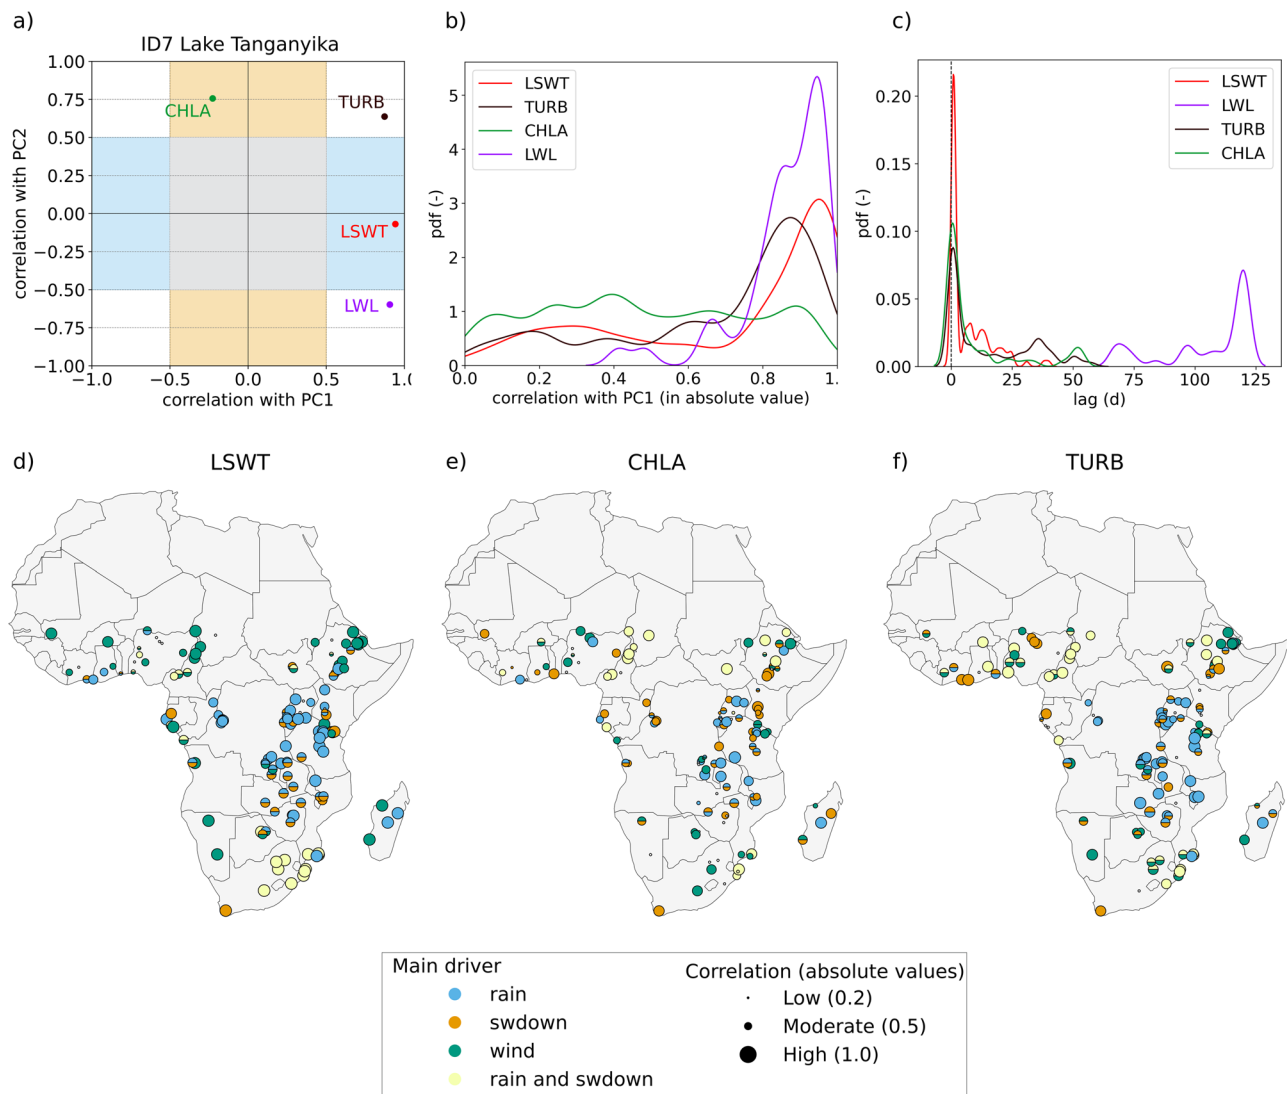 a)
ID7 Lake Tanganyika
1.00
0.75
0.50
0.25
0.00
−0.25
−0.50
−0.75
−1.00
−1.0
−0.5
0.0
0.5
1.0
correlation with PC2
correlation with PC1
CHLA
TURB
LSWT
LWL
b)
LSWT
TURB
CHLA
LWL
5
4
3
2
1
0
0.0
0.2
0.4
0.6
0.8
1.
pdf (-)
correlation with PC1 (in absolute value)
c)
LSWT
LWL
TURB
CHLA
0.20
0.15
0.10
0.05
0.00
0
25
50
75
100
125
pdf (-)
lag (d)
d)
LSWT
e)
CHLA
f)
TURB
Main driver
rain
swdown
wind
rain and swdown
Correlation (absolute values)
Low (0.2)
Moderate (0.5)
High (1.0)